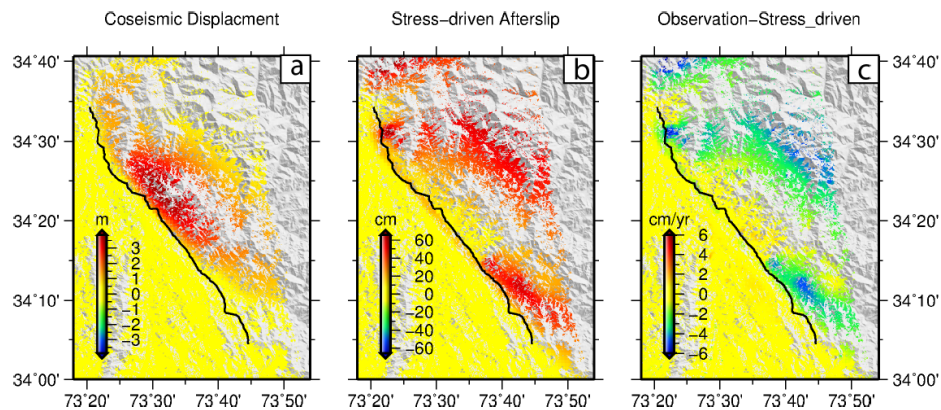 Coseismic Displacment
Stress-driven Afterslip
Observation-Stress_driven
a
b
c
34°40'
34°30'
34°20'
34°10'
34°00'
m
3
2
1
0
-1
-2
-3
cm
60
40
20
0
-20
-40
-60
cm/yr
6
4
2
0
-2
-4
-6
34°40'
34°30'
34°20'
34°10'
34°00'
73°20' 73°30' 73°40' 73°50'
73°20' 73°30' 73°40' 73°50'
73°20' 73°30' 73°40' 73°50'